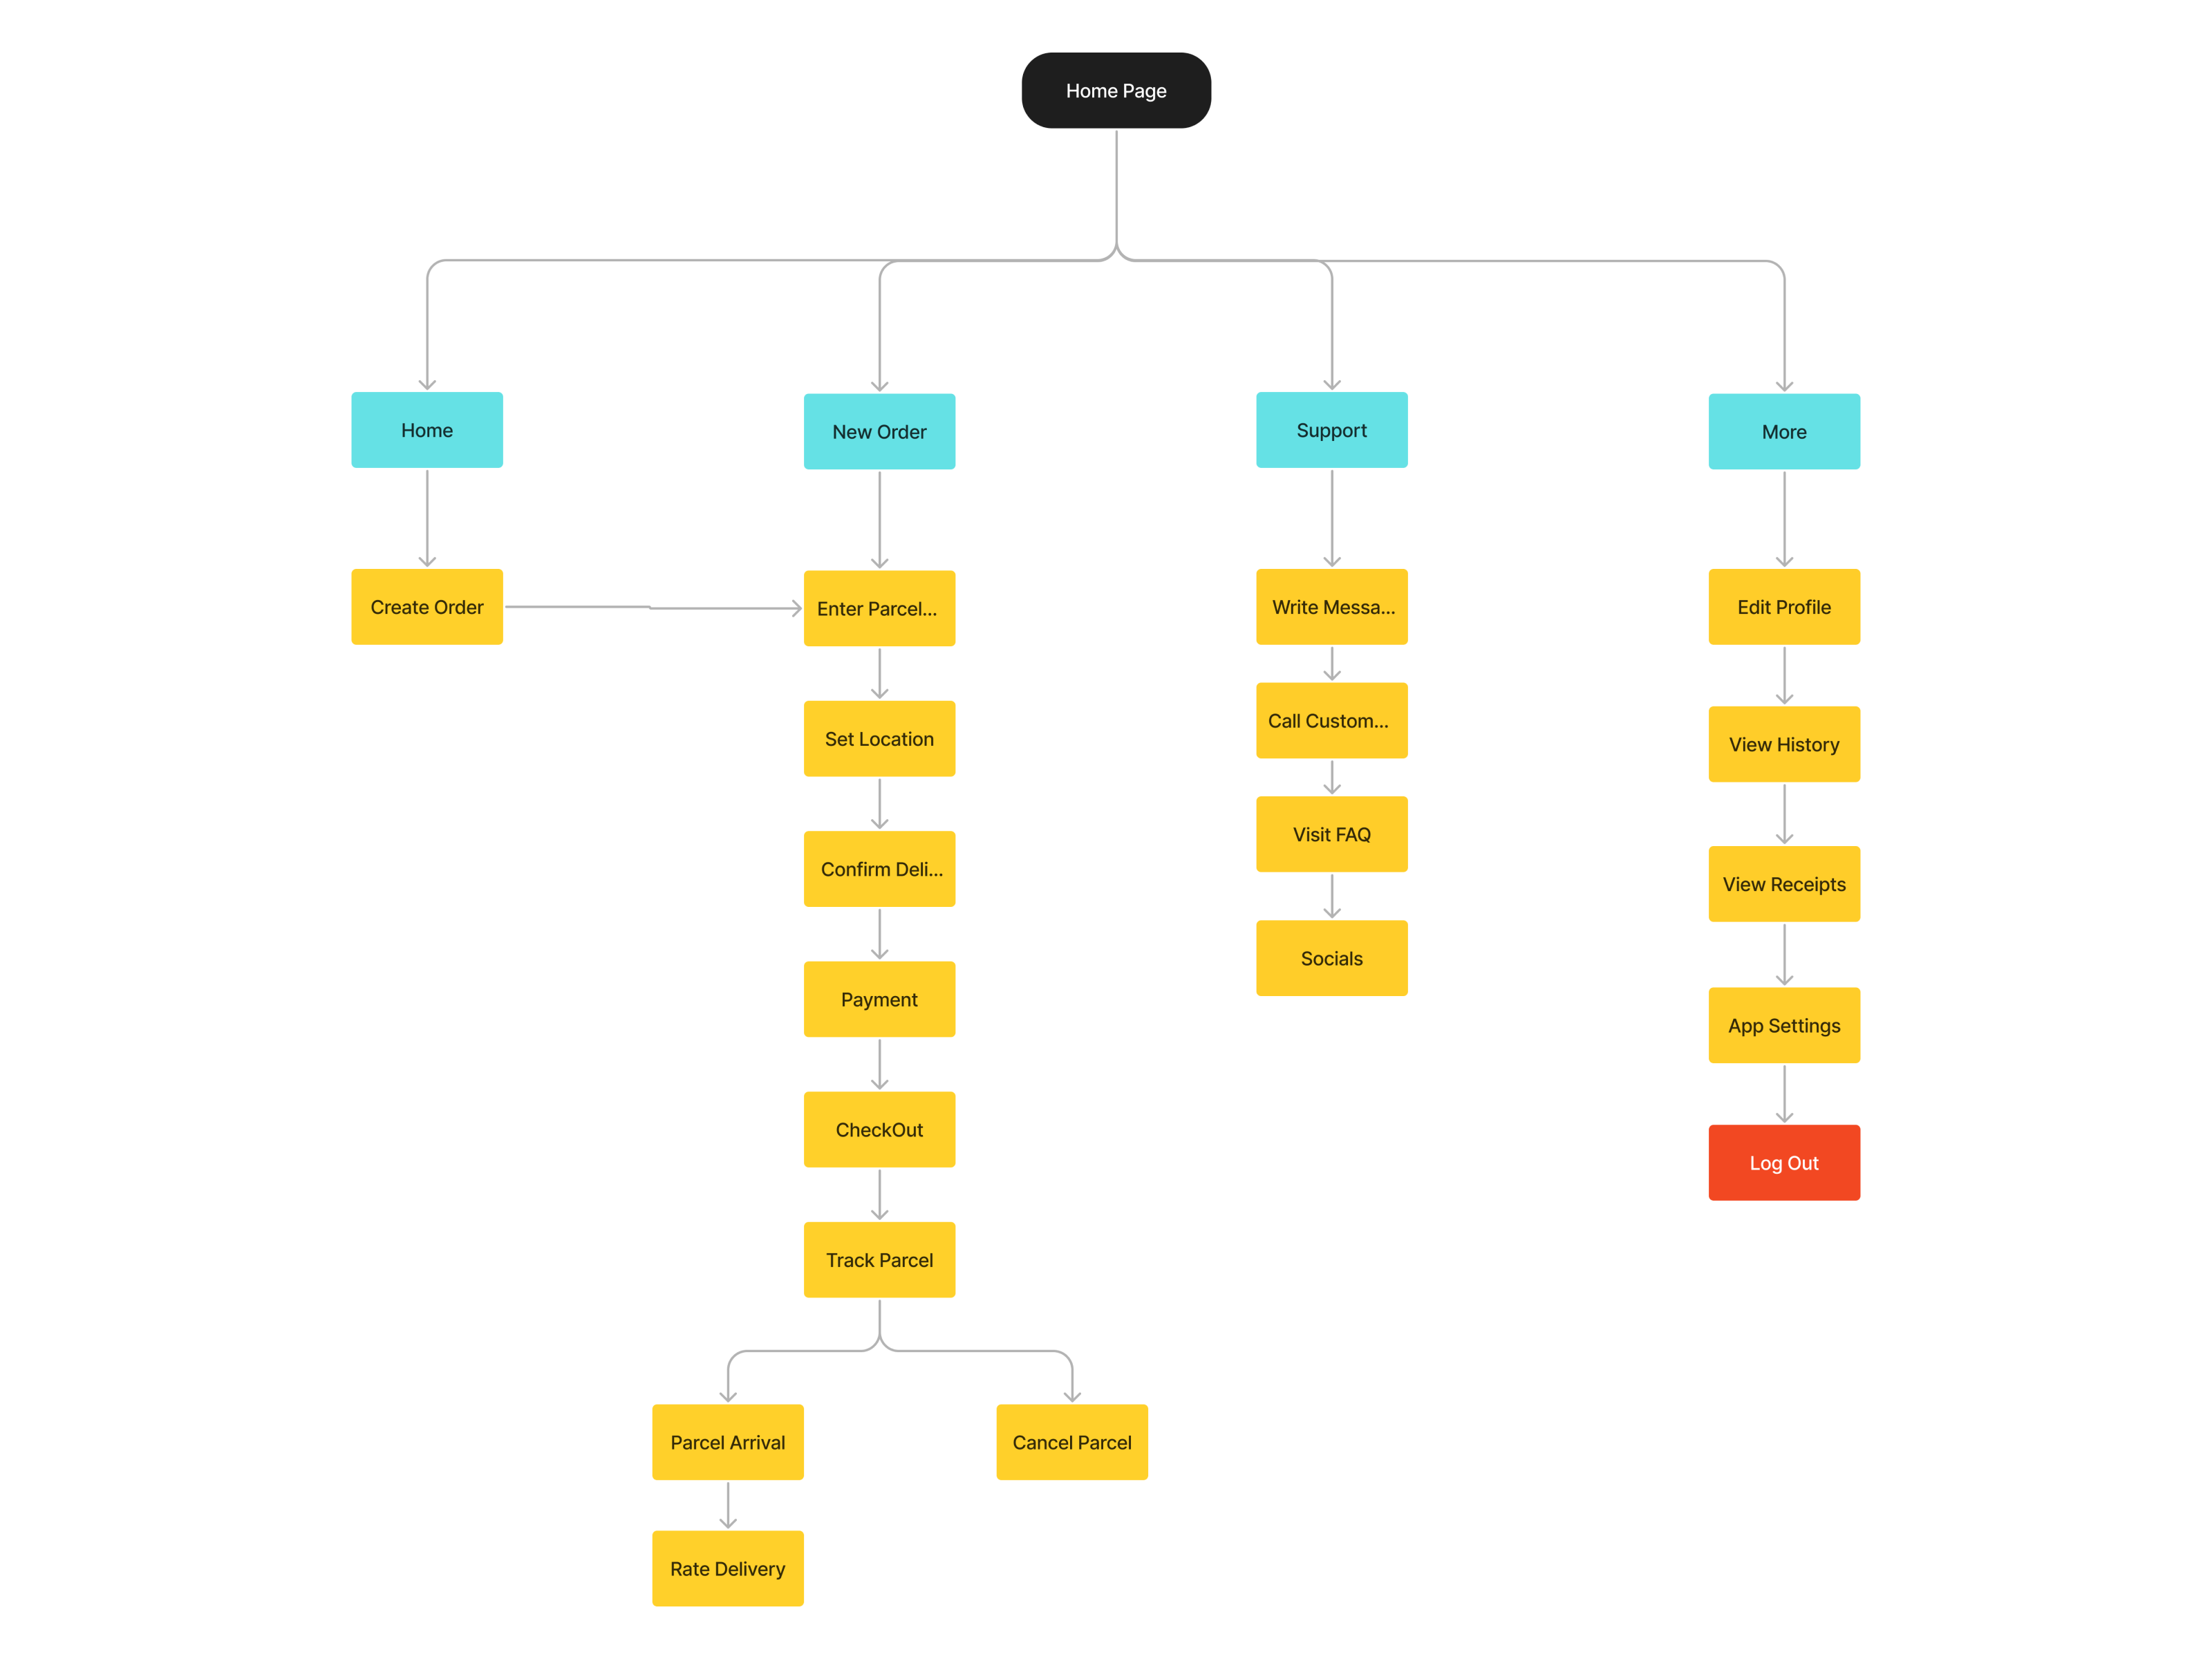 Home Page
Home
New Order
Support
More
Create Order
Enter Parcel...
Write Messa...
Edit Profile
Set Location
Call Custom...
View History
Confirm Deli...
Visit FAQ
View Receipts
Payment
Socials
App Settings
CheckOut
Log Out
Track Parcel
Parcel Arrival
Cancel Parcel
Rate Delivery